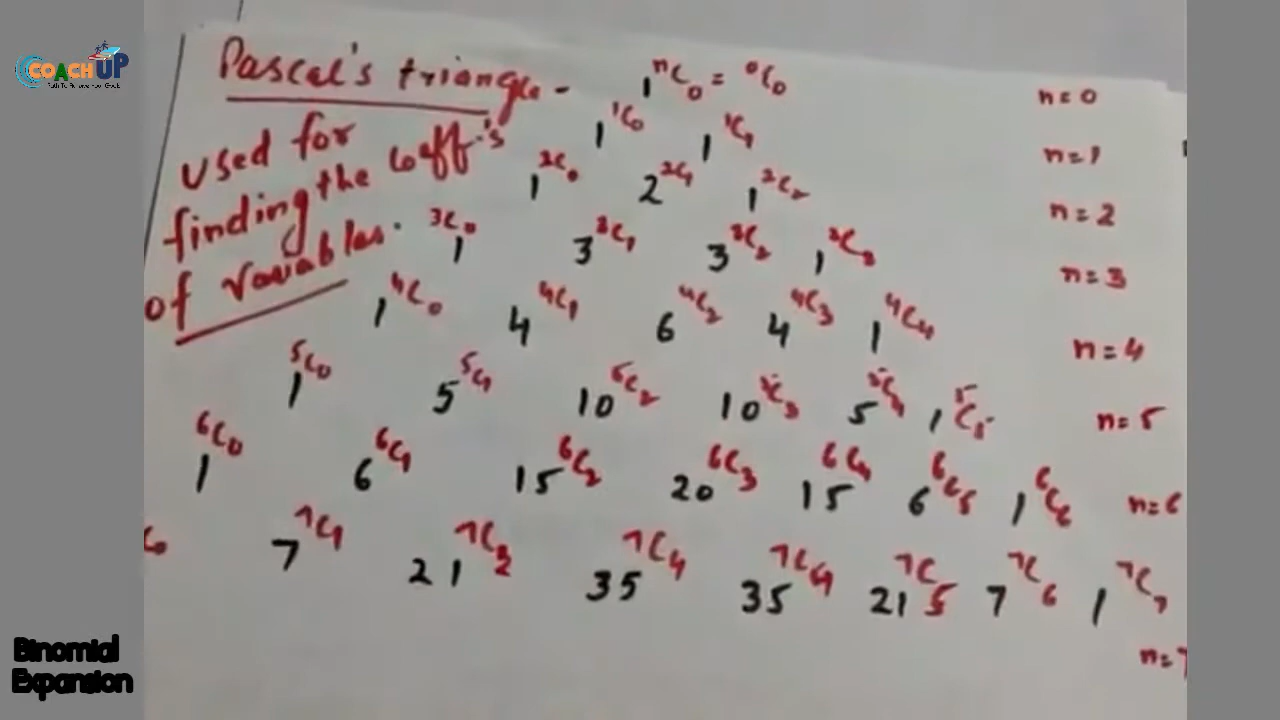 COACHUP
Pascal's triangle -
used for
finding the coeff's
of variables.
1 ⁿC₀ = ⁰C₀ n=0
1 ¹C₀ 1 ¹C₁ n=1
1 ²C₀ 2 ²C₁ 1 ²C₂ n=2
³C₀ 1 3 ³C₁ 3 ³C₂ 1 ³C₃ n=3
1 ⁴C₀ 4 ⁴C₁ 6 ⁴C₂ 4 ⁴C₃ 1 ⁴C₄ n=4
⁵C₀ 1 5 ⁵C₁ 10 ⁵C₂ 10 ⁵C₃ 5 ⁵C₄ 1 ⁵C₅ n=5
⁶C₀ 1 6 ⁶C₁ 15 ⁶C₂ 20 ⁶C₃ 15 ⁶C₄ 6 ⁶C₅ 1 ⁶C₆ n=6
C₀ 7 ⁷C₁ 21 ⁷C₂ 35 ⁷C₄ 35 ⁷C₄ 21 ⁷C₅ 7 ⁷C₆ 1 ⁷C₇
n=7
Binomial
Expansion